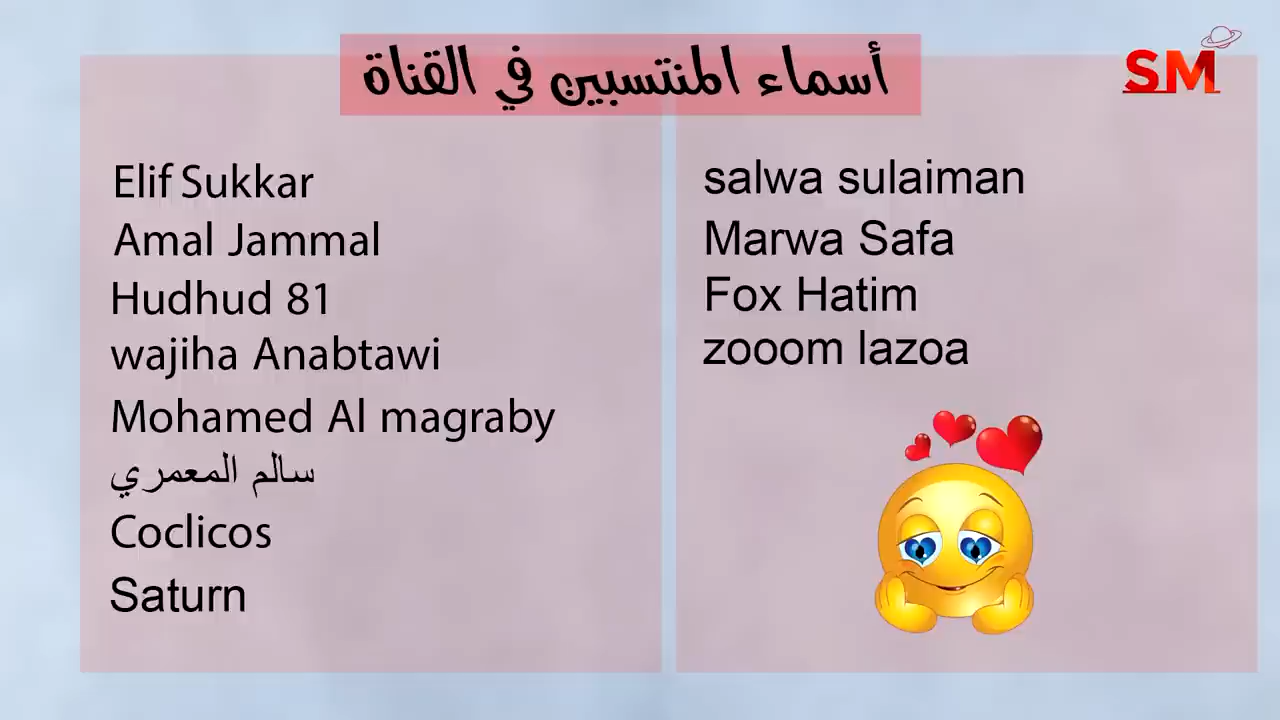 أسماء المنتسبين في القناة
SM
Elif Sukkar
Amal Jammal
Hudhud 81
wajiha Anabtawi
Mohamed Al magraby
سالم المعمري
Coclicos
Saturn
salwa sulaiman
Marwa Safa
Fox Hatim
zooom lazoa